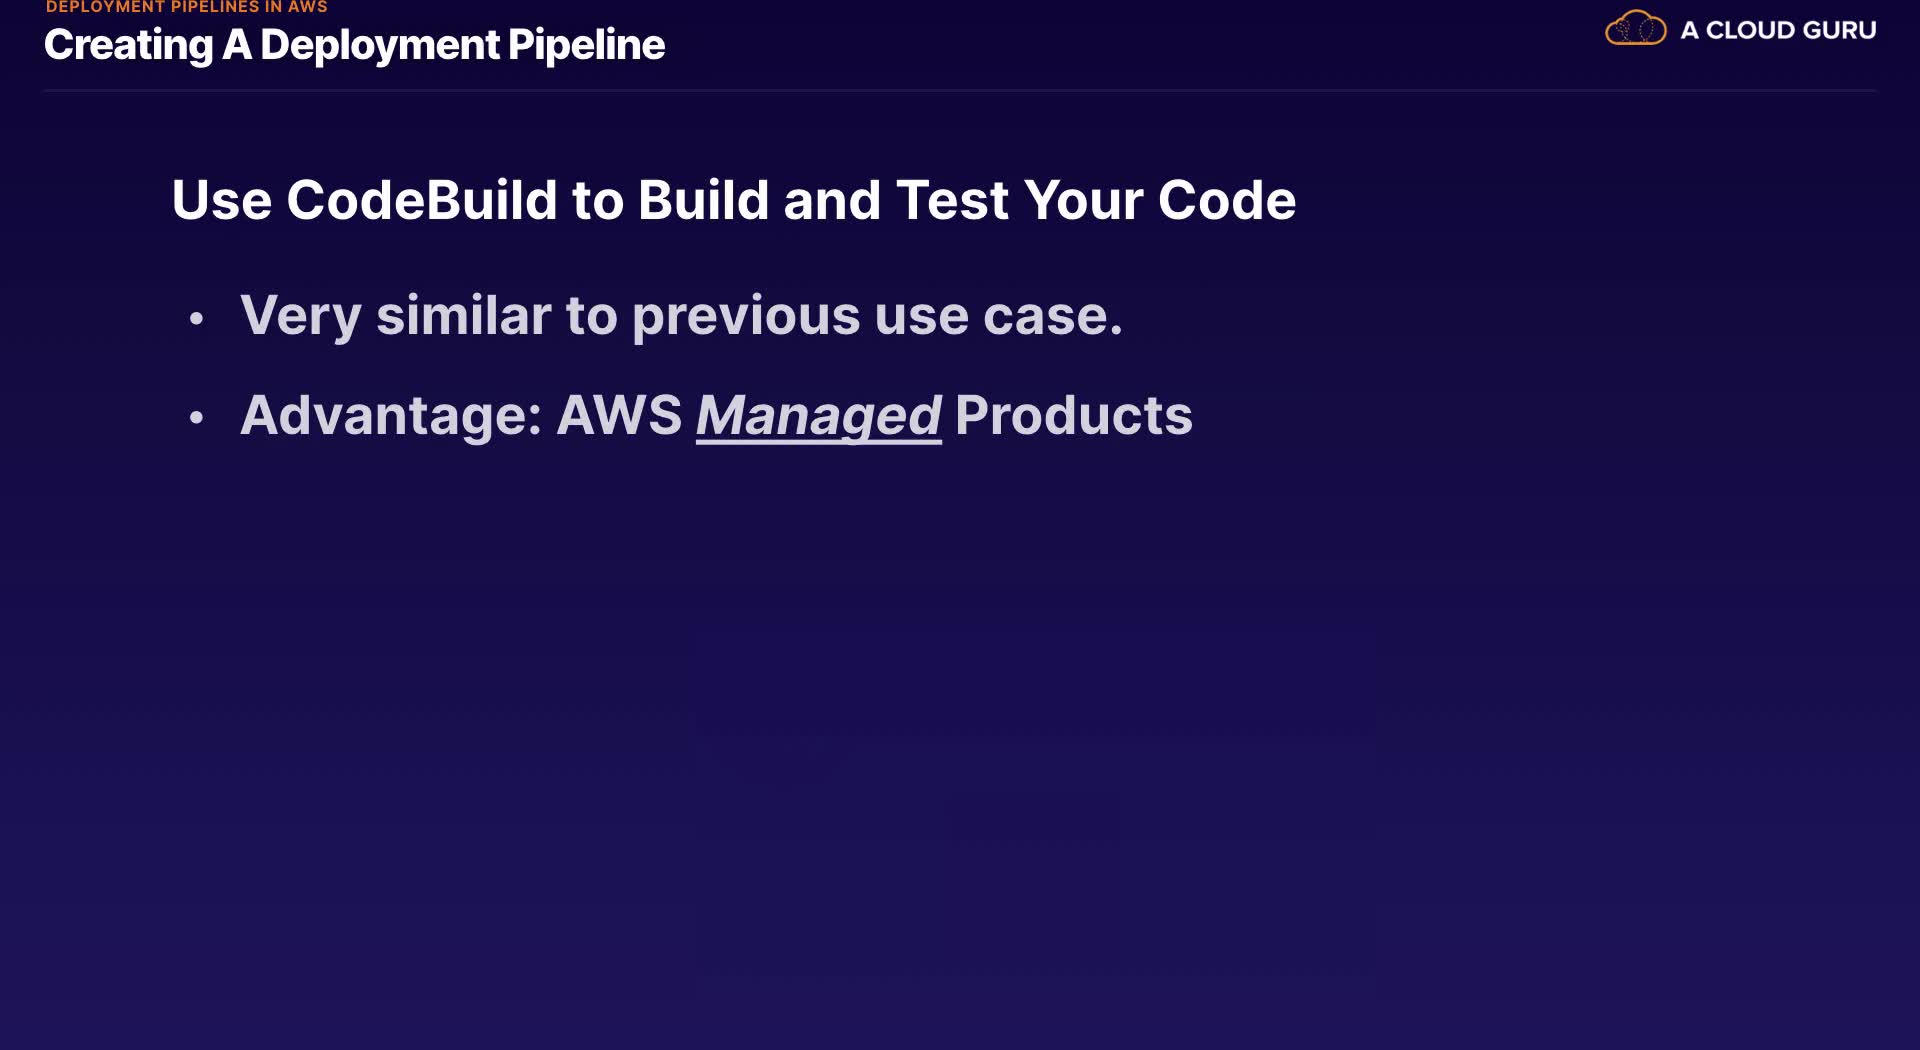 DEPLOYMENT PIPELINES IN AWS
Creating A Deployment Pipeline
A CLOUD GURU
Use CodeBuild to Build and Test Your Code
• Very similar to previous use case.
• Advantage: AWS Managed Products